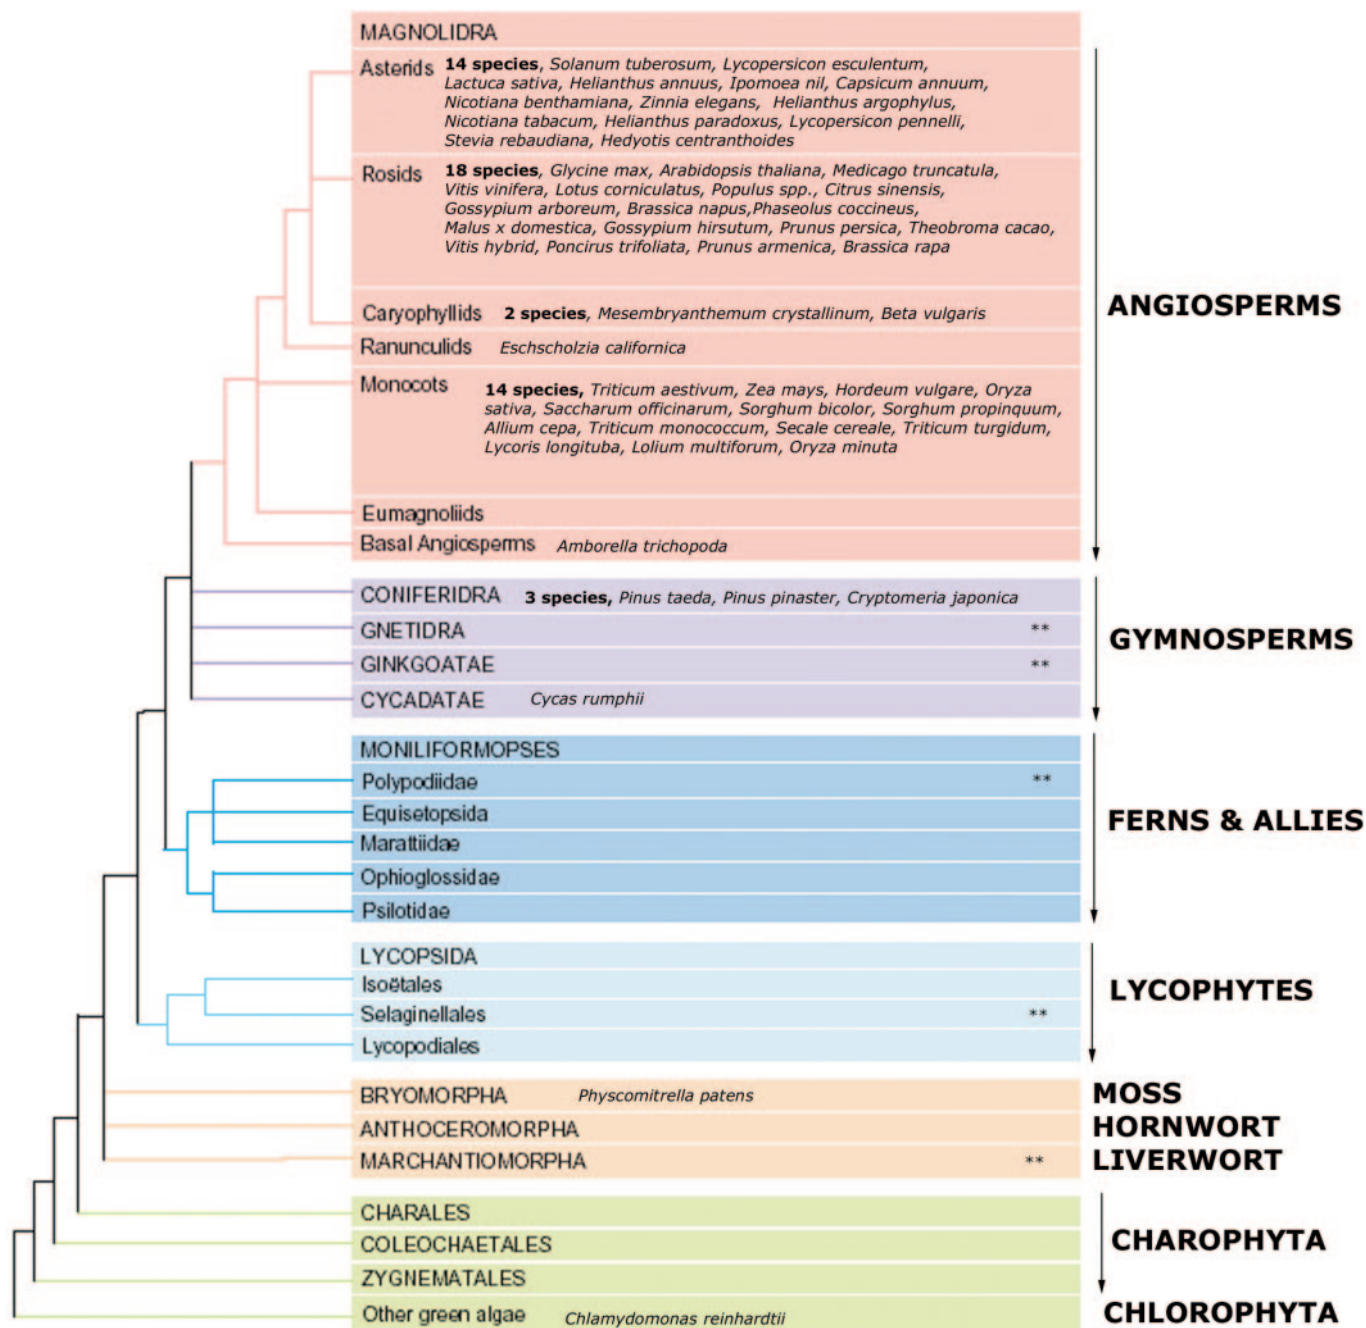 MAGNOLIDRA
Asterids 14 species, Solanum tuberosum, Lycopersicon esculentum,
Lactuca sativa, Helianthus annuus, Ipomoea nil, Capsicum annuum,
Nicotiana benthamiana, Zinnia elegans, Helianthus argophylus,
Nicotiana tabacum, Helianthus paradoxus, Lycopersicon pennelli,
Stevia rebaudiana, Hedyotis centranthoides
Rosids 18 species, Glycine max, Arabidopsis thaliana, Medicago truncatula,
Vitis vinifera, Lotus corniculatus, Populus spp., Citrus sinensis,
Gossypium arboreum, Brassica napus,Phaseolus coccineus,
Malus x domestica, Gossypium hirsutum, Prunus persica, Theobroma cacao,
Vitis hybrid, Poncirus trifoliata, Prunus armenica, Brassica rapa
ANGIOSPERMS
Caryophyllids 2 species, Mesembryanthemum crystallinum, Beta vulgaris
Ranunculids Eschscholzia californica
Monocots 14 species, Triticum aestivum, Zea mays, Hordeum vulgare, Oryza
sativa, Saccharum officinarum, Sorghum bicolor, Sorghum propinquum,
Allium cepa, Triticum monococcum, Secale cereale, Triticum turgidum,
Lycoris longituba, Lolium multiforum, Oryza minuta
Eumagnoliids
Basal Angiosperms Amborella trichopoda
CONIFERIDRA 3 species, Pinus taeda, Pinus pinaster, Cryptomeria japonica
GNETIDRA **
GYMNOSPERMS
GINKGOATAE **
CYCADATAE Cycas rumphii
MONILIFORMOPSES
Polypodiidae **
Equisetopsida
FERNS & ALLIES
Marattiidae
Ophioglossidae
Psilotidae
LYCOPSIDA
Isoëtales
LYCOPHYTES
Selaginellales **
Lycopodiales
BRYOMORPHA Physcomitrella patens MOSS
ANTHOCEROMORPHA HORNWORT
MARCHANTIOMORPHA ** LIVERWORT
CHARALES
COLEOCHAETALES CHAROPHYTA
ZYGNEMATALES
Other green algae Chlamydomonas reinhardtii CHLOROPHYTA